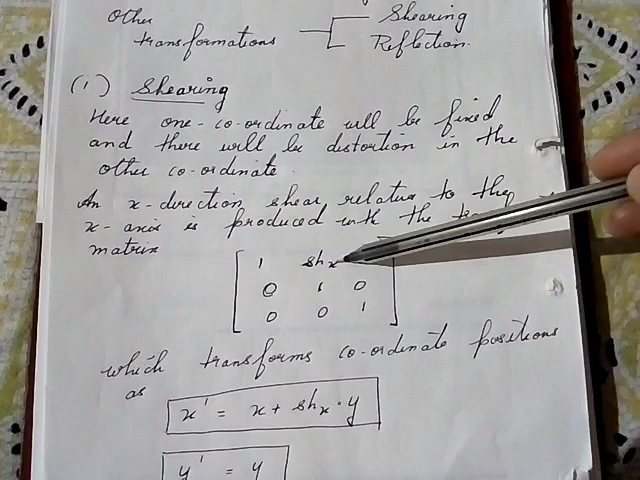 Other
transformations
Shearing
Reflection.
(1) Shearing
Here one-co-ordinate will be fixed
and there will be distortion in the
other co-ordinate.
An x-direction shear relative to the
x-axis is produced with the
matrix
1 shx
0 1 0
0 0 1
which transforms co-ordinate positions
as
x' = x + shx · y
y' = y